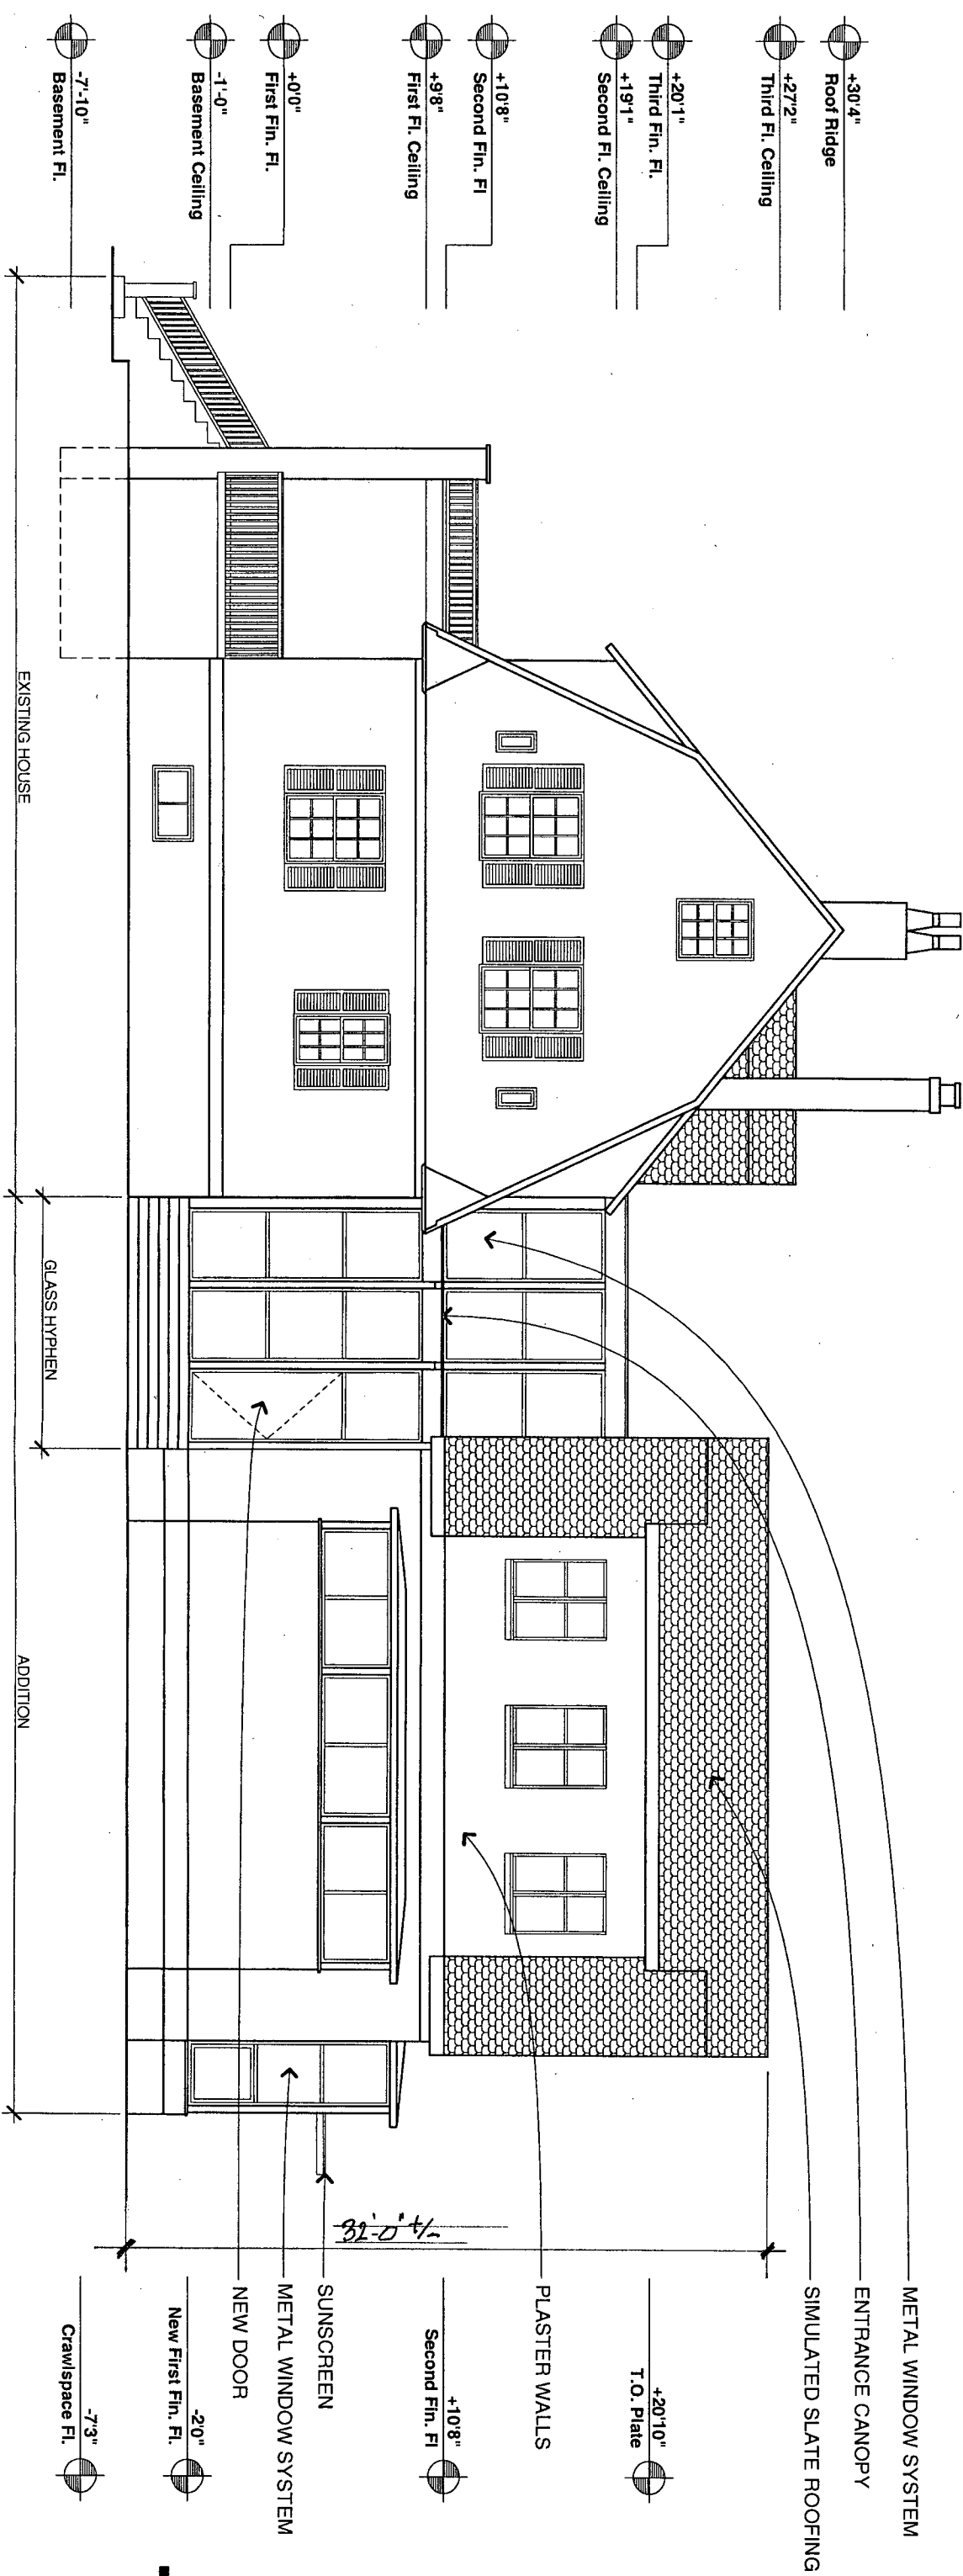 +30'4"
Roof Ridge
+27'2"
Third Fl. Ceiling
+20'1"
Third Fin. Fl.
+19'1"
Second Fl. Ceiling
+10'8"
Second Fin. Fl
+9'8"
First Fl. Ceiling
+0'0"
First Fin. Fl.
-1'-0"
Basement Ceiling
-7'-10"
Basement Fl.
METAL WINDOW SYSTEM
ENTRANCE CANOPY
SIMULATED SLATE ROOFING
PLASTER WALLS
SUNSCREEN
METAL WINDOW SYSTEM
NEW DOOR
32'-0" +/-
+20'10"
T.O. Plate
+10'8"
Second Fin. Fl
-2'0"
New First Fin. Fl.
-7'3"
Crawlspace Fl.
EXISTING HOUSE
GLASS HYPHEN
ADDITION